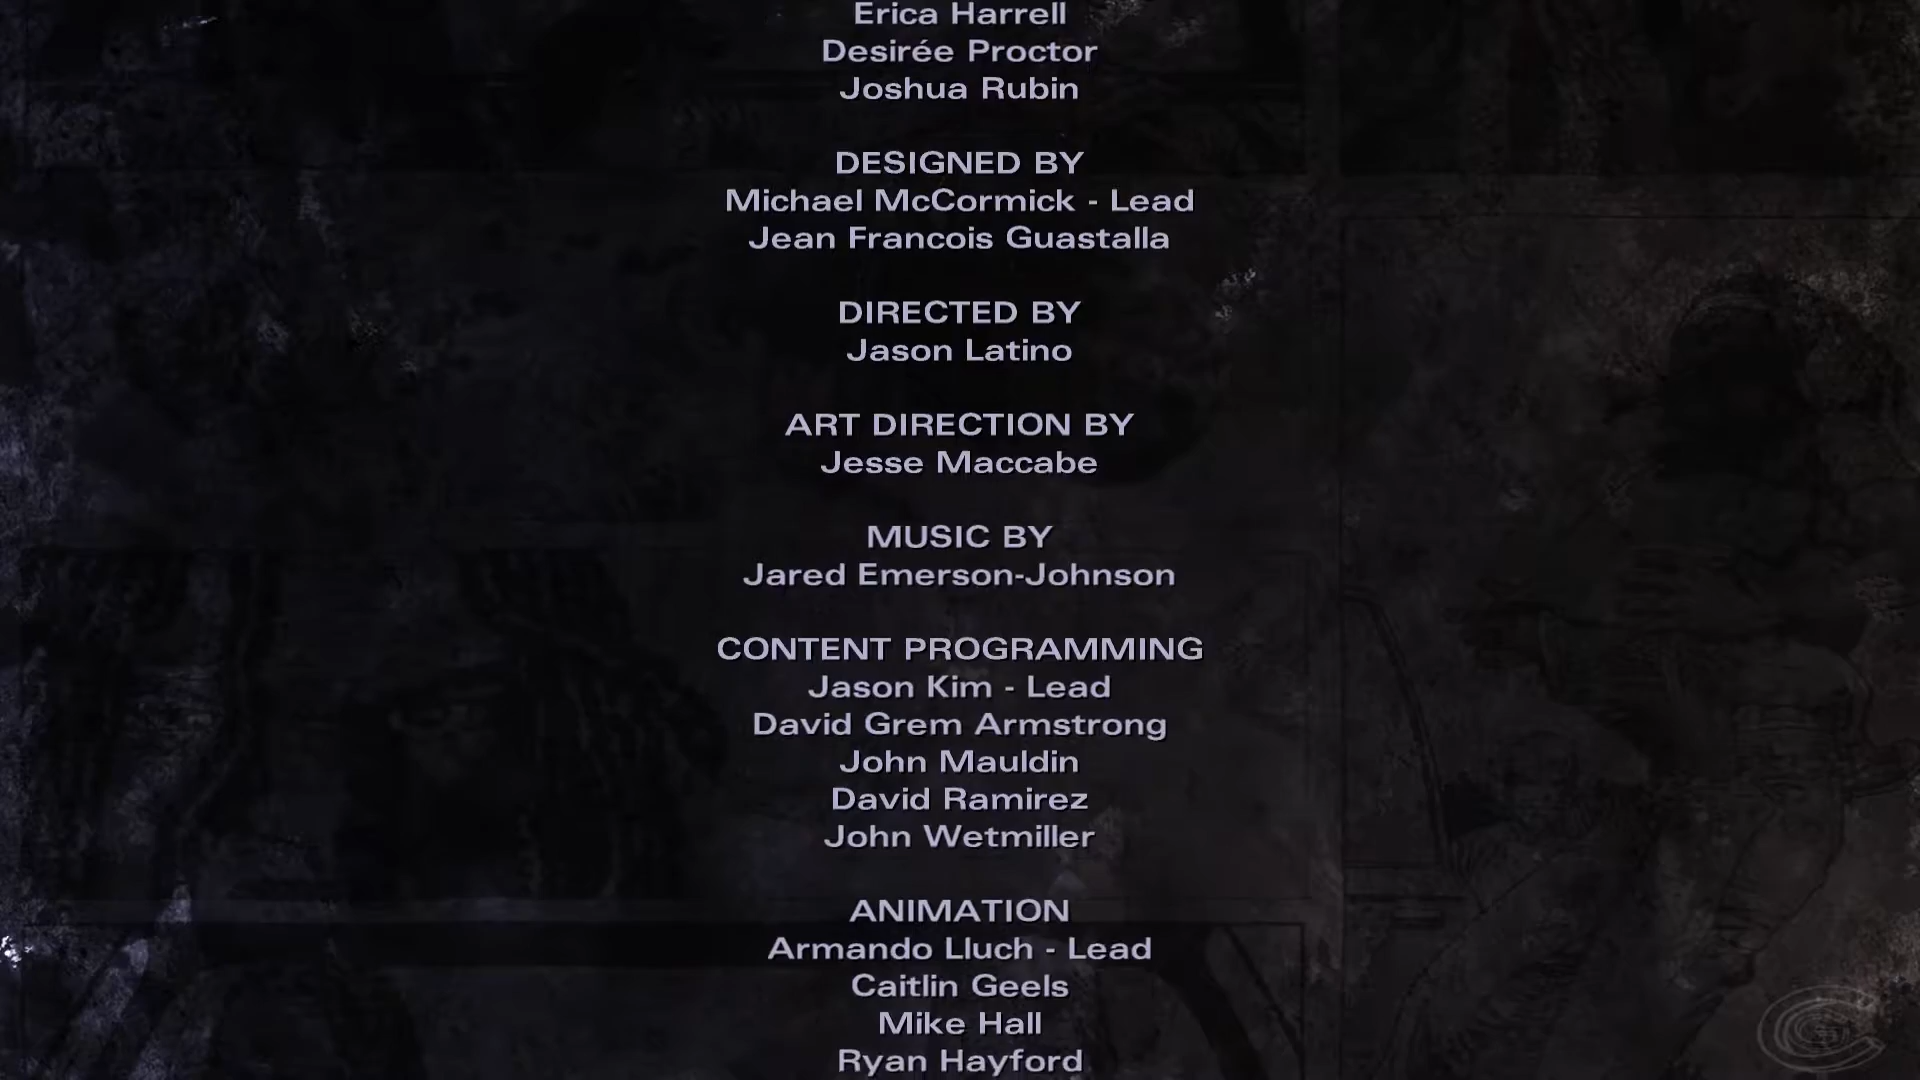 Erica Harrell
Desirée Proctor
Joshua Rubin
DESIGNED BY
Michael McCormick - Lead
Jean Francois Guastalla
DIRECTED BY
Jason Latino
ART DIRECTION BY
Jesse Maccabe
MUSIC BY
Jared Emerson-Johnson
CONTENT PROGRAMMING
Jason Kim - Lead
David Grem Armstrong
John Mauldin
David Ramirez
John Wetmiller
ANIMATION
Armando Lluch - Lead
Caitlin Geels
Mike Hall
Ryan Hayford